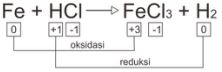 Fe + HCl → FeCl₃ + H₂
0 +1 -1 +3 -1 0
oksidasi
reduksi